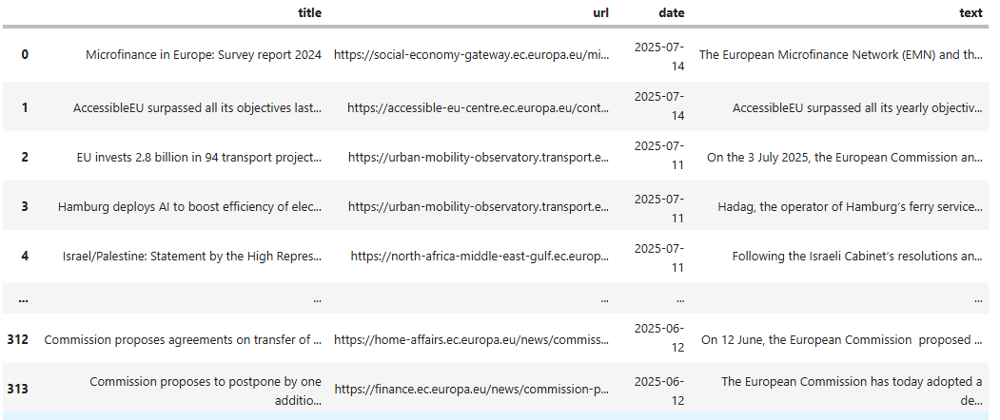 title url date text
0 Microfinance in Europe: Survey report 2024 https://social-economy-gateway.ec.europa.eu/mi... 2025-07-14 The European Microfinance Network (EMN) and th...
1 AccessibleEU surpassed all its objectives last... https://accessible-eu-centre.ec.europa.eu/cont... 2025-07-14 AccessibleEU surpassed all its yearly objectiv...
2 EU invests 2.8 billion in 94 transport project... https://urban-mobility-observatory.transport.e... 2025-07-11 On the 3 July 2025, the European Commission an...
3 Hamburg deploys AI to boost efficiency of elec... https://urban-mobility-observatory.transport.e... 2025-07-11 Hadag, the operator of Hamburg's ferry service...
4 Israel/Palestine: Statement by the High Repres... https://north-africa-middle-east-gulf.ec.europ... 2025-07-11 Following the Israeli Cabinet's resolutions an...
... ... ... ... ...
312 Commission proposes agreements on transfer of ... https://home-affairs.ec.europa.eu/news/commiss... 2025-06-12 On 12 June, the European Commission proposed ...
313 Commission proposes to postpone by one additio... https://finance.ec.europa.eu/news/commission-p... 2025-06-12 The European Commission has today adopted a de...